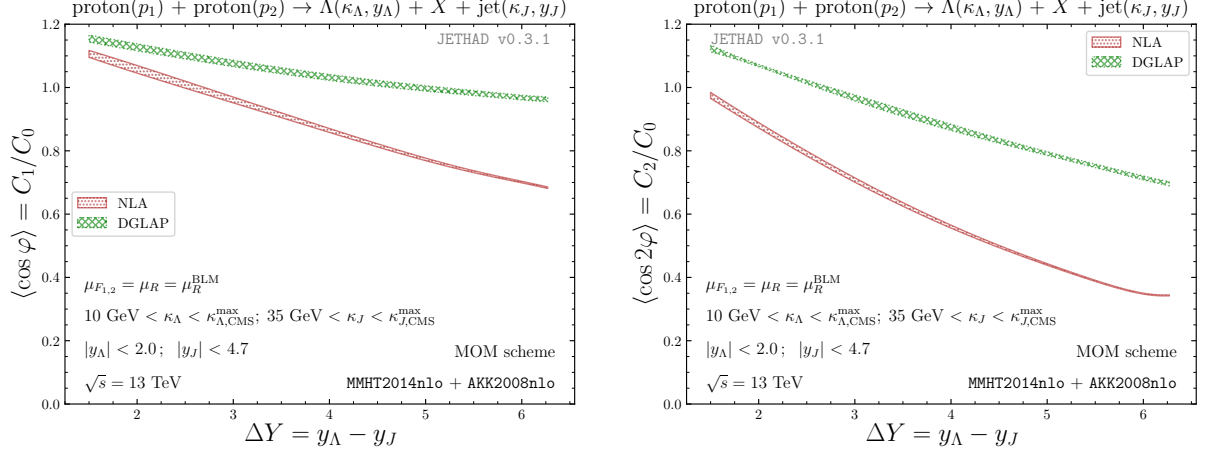 proton(p₁) + proton(p₂) → Λ(κ_Λ, y_Λ) + X + jet(κ_J, y_J)
JETHAD v0.3.1
1.2
1.0
0.8
0.6
0.4
0.2
0.0
⟨cos φ⟩ = C₁/C₀
NLA
DGLAP
μ_{F_{1,2}} = μ_R = μ_R^{BLM}
10 GeV < κ_Λ < κ_{Λ,CMS}^{max}; 35 GeV < κ_J < κ_{J,CMS}^{max}
|y_Λ| < 2.0; |y_J| < 4.7
MOM scheme
√s = 13 TeV
MMHT2014nlo + AKK2008nlo
2 3 4 5 6
ΔY = y_Λ − y_J
proton(p₁) + proton(p₂) → Λ(κ_Λ, y_Λ) + X + jet(κ_J, y_J)
JETHAD v0.3.1
NLA
DGLAP
1.2
1.0
0.8
0.6
0.4
0.2
0.0
⟨cos 2φ⟩ = C₂/C₀
μ_{F_{1,2}} = μ_R = μ_R^{BLM}
10 GeV < κ_Λ < κ_{Λ,CMS}^{max}; 35 GeV < κ_J < κ_{J,CMS}^{max}
|y_Λ| < 2.0; |y_J| < 4.7
MOM scheme
√s = 13 TeV
MMHT2014nlo + AKK2008nlo
2 3 4 5 6
ΔY = y_Λ − y_J